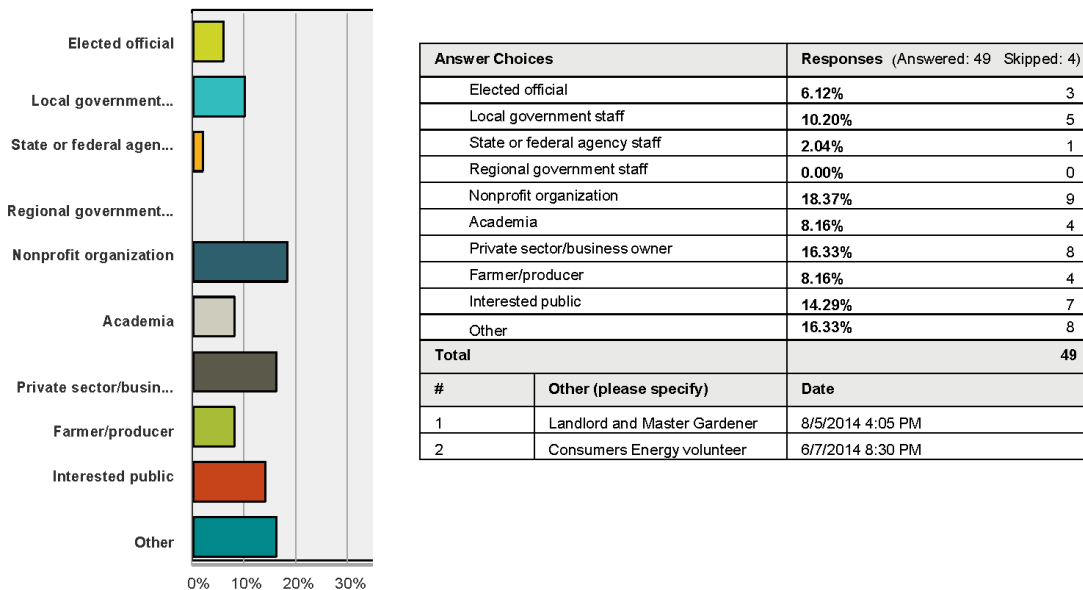 Elected official
Local government...
State or federal agen...
Regional government...
Nonprofit organization
Academia
Private sector/busin...
Farmer/producer
Interested public
Other
0% 10% 20% 30%
Answer Choices Responses (Answered: 49 Skipped: 4)
Elected official 6.12% 3
Local government staff 10.20% 5
State or federal agency staff 2.04% 1
Regional government staff 0.00% 0
Nonprofit organization 18.37% 9
Academia 8.16% 4
Private sector/business owner 16.33% 8
Farmer/producer 8.16% 4
Interested public 14.29% 7
Other 16.33% 8
Total 49
# Other (please specify) Date
1 Landlord and Master Gardener 8/5/2014 4:05 PM
2 Consumers Energy volunteer 6/7/2014 8:30 PM